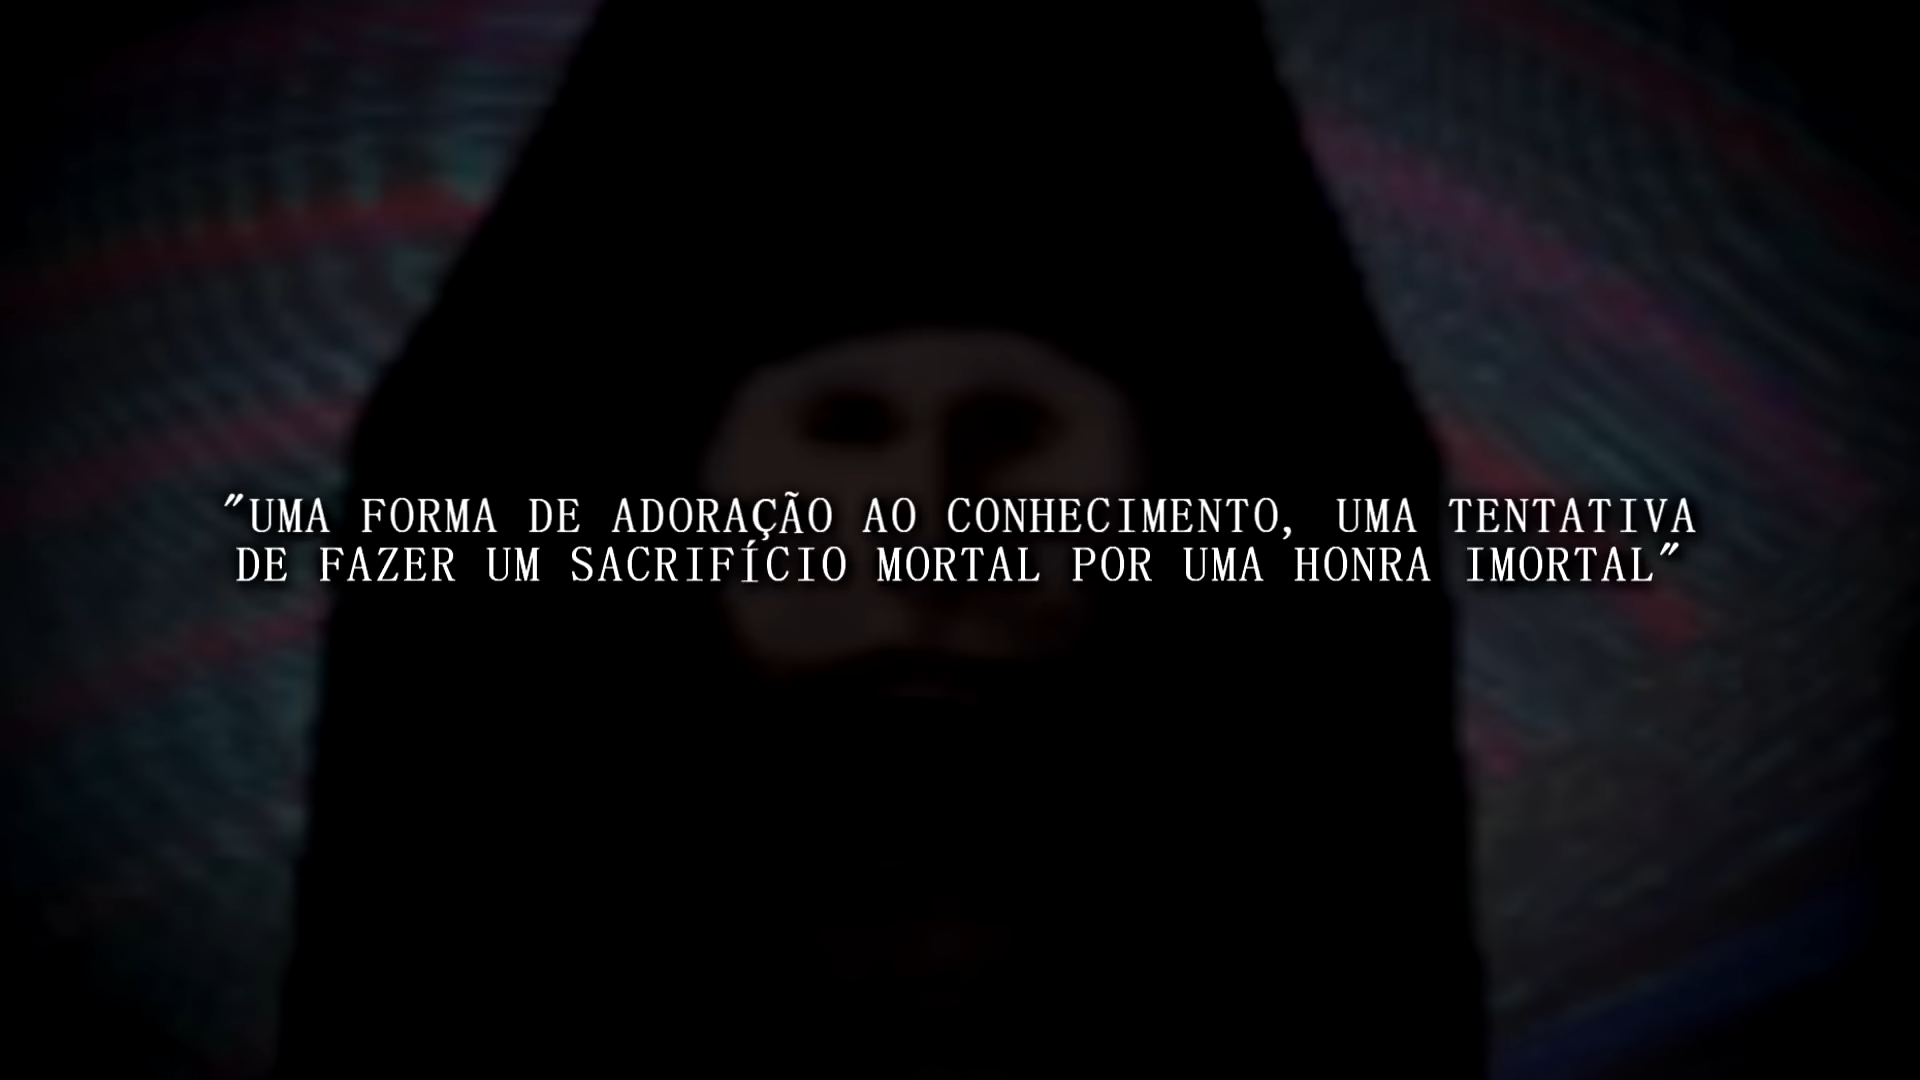 "UMA FORMA DE ADORAÇÃO AO CONHECIMENTO, UMA TENTATIVA
DE FAZER UM SACRIFÍCIO MORTAL POR UMA HONRA IMORTAL"